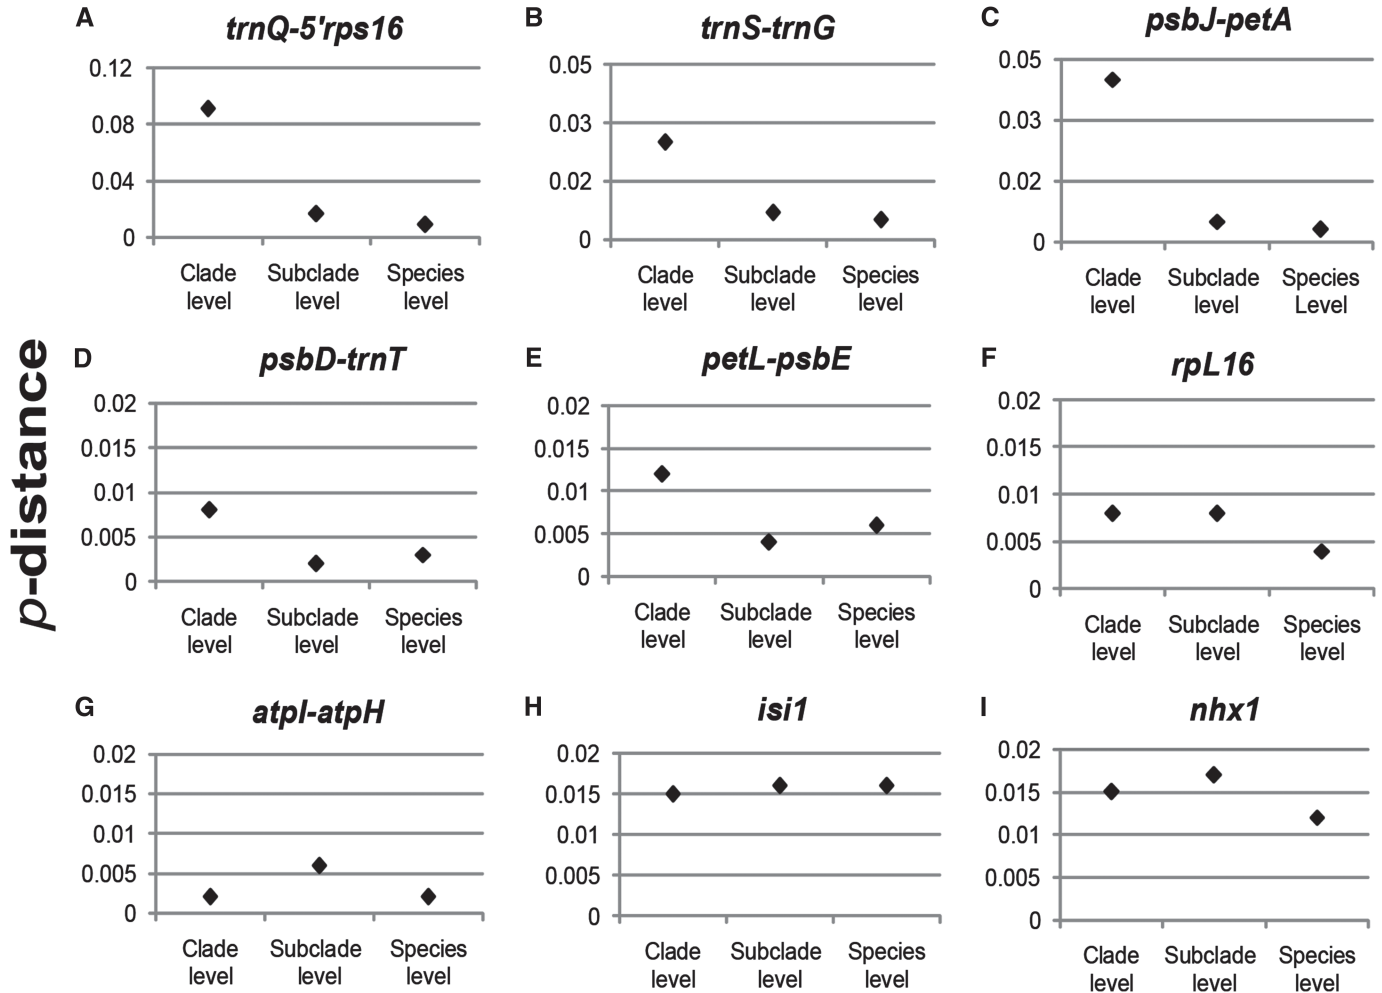 A
trnQ-5'rps16
0.12
0.08
0.04
0
Clade level
Subclade level
Species level
B
trnS-trnG
0.05
0.03
0.02
0
Clade level
Subclade level
Species level
C
psbJ-petA
0.05
0.03
0.02
0
Clade level
Subclade level
Species Level
p-distance
D
psbD-trnT
0.02
0.015
0.01
0.005
0
Clade level
Subclade level
Species level
E
petL-psbE
0.02
0.015
0.01
0.005
0
Clade level
Subclade level
Species level
F
rpL16
0.02
0.015
0.01
0.005
0
Clade level
Subclade level
Species level
G
atpI-atpH
0.02
0.015
0.01
0.005
0
Clade level
Subclade level
Species level
H
isi1
0.02
0.015
0.01
0.005
0
Clade level
Subclade level
Species level
I
nhx1
0.02
0.015
0.01
0.005
0
Clade level
Subclade level
Species level